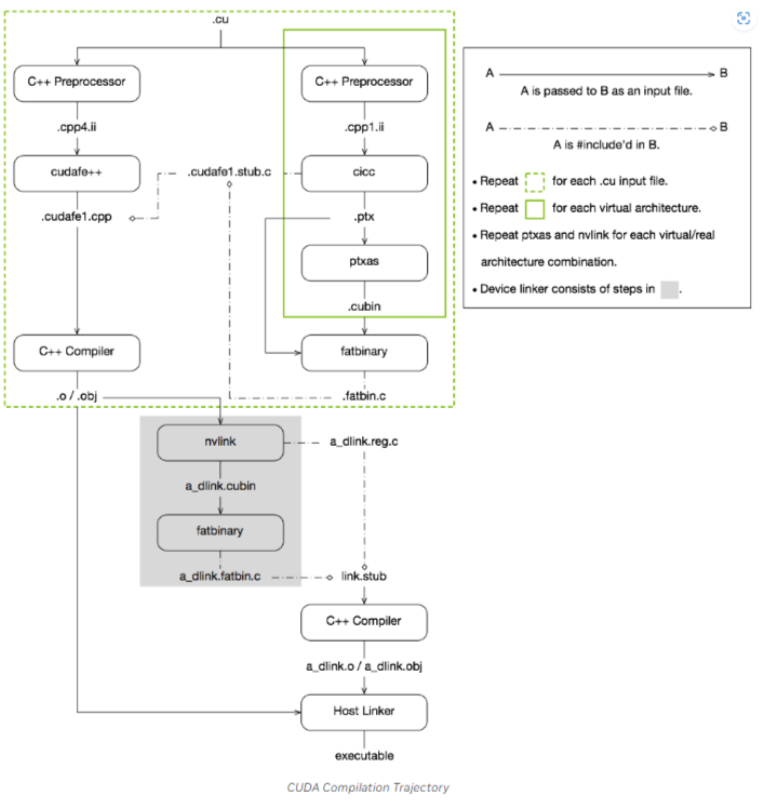 .cu
C++ Preprocessor
C++ Preprocessor
.cpp4.ii
.cpp1.ii
cudafe++
.cudafe1.stub.c
cicc
.cudafe1.cpp
.ptx
ptxas
.cubin
C++ Compiler
fatbinary
.o / .obj
.fatbin.c
nvlink
a_dlink.reg.c
a_dlink.cubin
fatbinary
a_dlink.fatbin.c
link.stub
C++ Compiler
a_dlink.o / a_dlink.obj
Host Linker
executable
A
B
A is passed to B as an input file.
A
B
A is #include'd in B.
• Repeat for each .cu input file.
• Repeat for each virtual architecture.
• Repeat ptxas and nvlink for each virtual/real
architecture combination.
• Device linker consists of steps in .
CUDA Compilation Trajectory